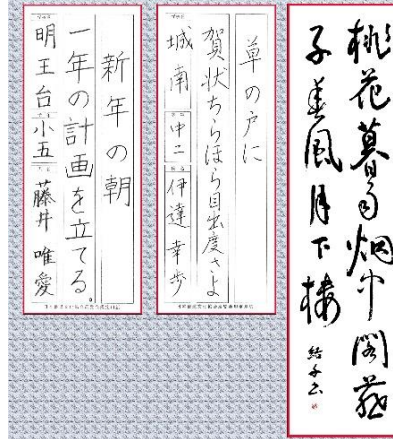 桃花暮雨烟中閣燕
子春風月下楼
草の戸に
賀状ちらほら目出度さよ
城南 中二 伊達幸歩
新年の朝
一年の計画を立てる
明王台 小五 藤井唯愛